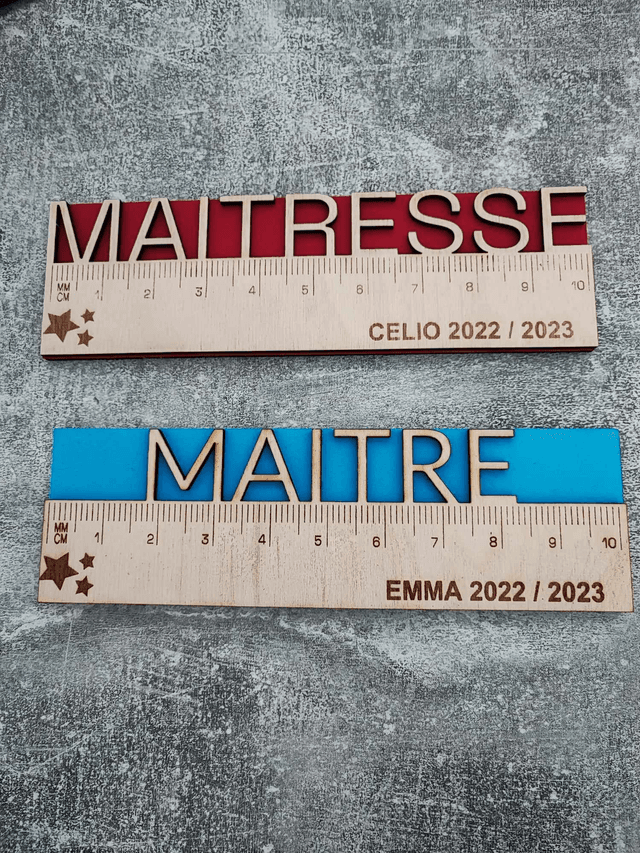 MAITRESSE
MM
CM 1 2 3 4 5 6 7 8 9 10
CELIO 2022 / 2023
MAITRE
MM
CM 1 2 3 4 5 6 7 8 9 10
EMMA 2022 / 2023